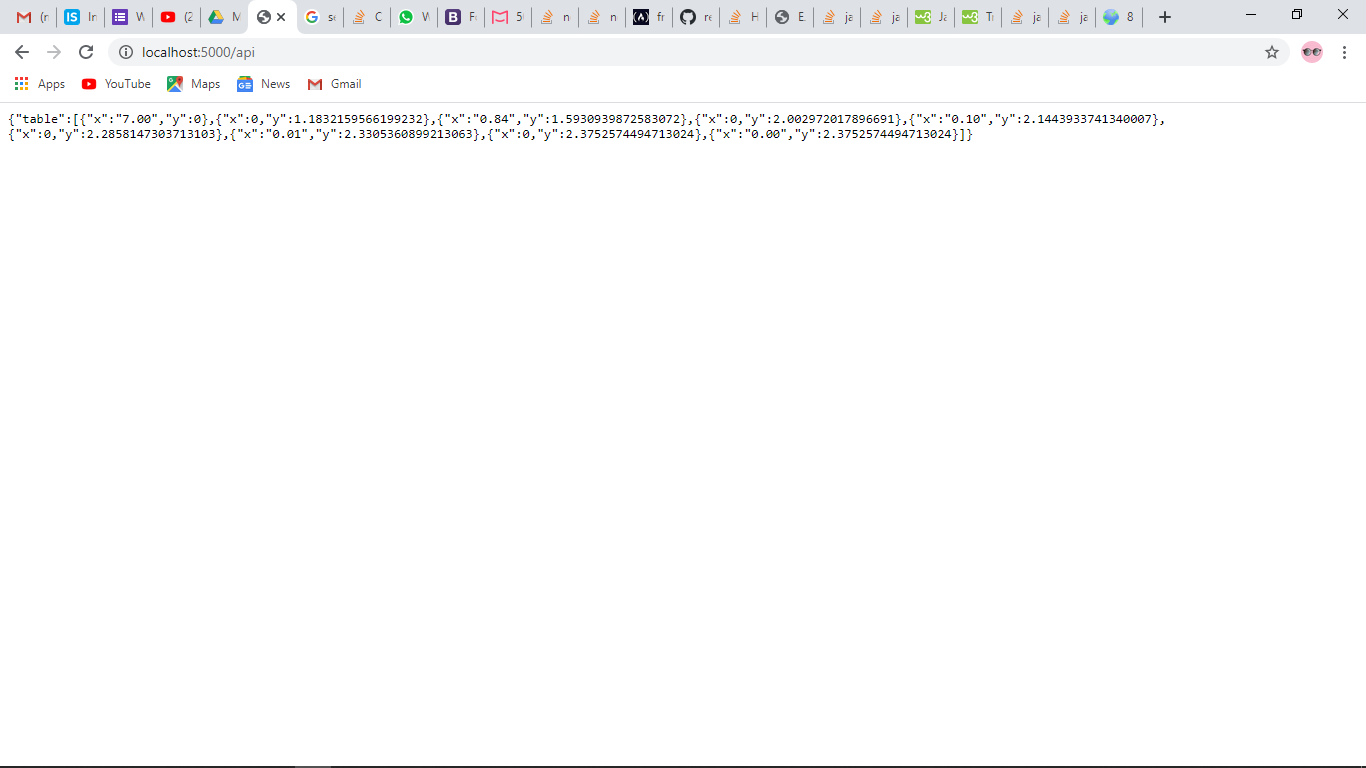 (n
In
W
(2
M
se
C
W
Fu
5
n
n
fr
re
H
E
ja
ja
Ja
Tr
ja
ja
8
localhost:5000/api
Apps YouTube Maps News Gmail
{"table":[{"x":"7.00","y":0},{"x":0,"y":1.1832159566199232},{"x":"0.84","y":1.5930939872583072},{"x":0,"y":2.002972017896691},{"x":"0.10","y":2.1443933741340007},
{"x":0,"y":2.2858147303713103},{"x":"0.01","y":2.3305360899213063},{"x":0,"y":2.3752574494713024},{"x":"0.00","y":2.3752574494713024}]}